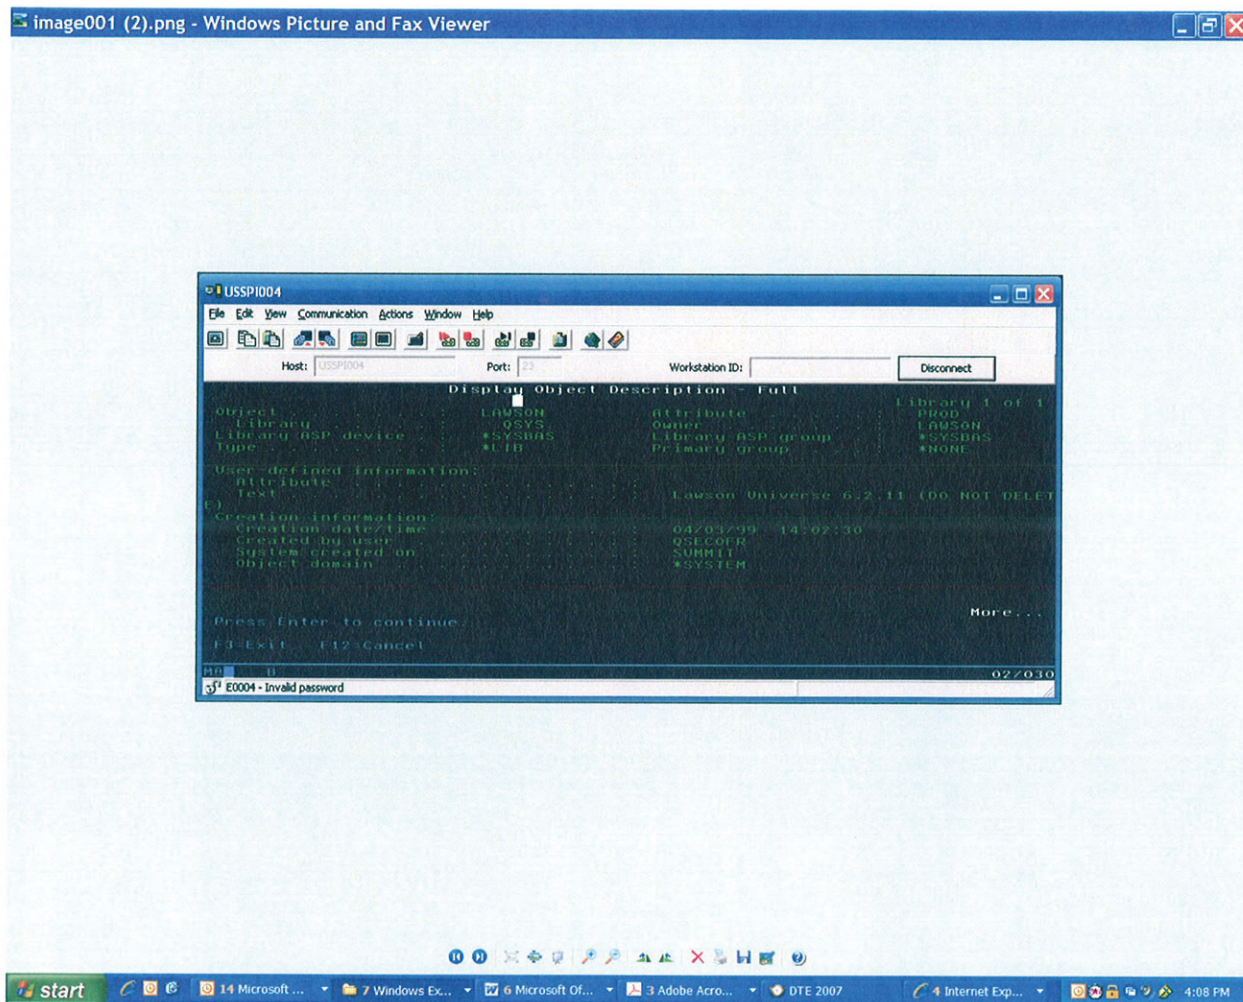 image001 (2).png - Windows Picture and Fax Viewer
USSPI004
File Edit View Communication Actions Window Help
Host: USSPI004 Port: 23 Workstation ID: Disconnect
Display Object Description - Full
Library 1 of 1
Object . . . . . . . : LAWSON Attribute . . . . . : PROD
Library . . . . . : QSYS Owner . . . . . . . : LAWSON
Library ASP device . : *SYSBAS Library ASP group . : *SYSBAS
Type . . . . . . . . : *LIB Primary group . . . : *NONE
User-defined information:
Attribute . . . . . . . . . . . . . :
Text . . . . . . . . . . . . . . . : Lawson Universe 6.2.11 (DO NOT DELET
E)
Creation information:
Creation date/time . . . . . . . . : 04/03/99 14:02:30
Created by user . . . . . . . . . . : QSECOFR
System created on . . . . . . . . . : SUMMIT
Object domain . . . . . . . . . . . : *SYSTEM
More...
Press Enter to continue.
F3=Exit F12=Cancel
MA B 02/030
E0004 - Invalid password
start 14 Microsoft ... 7 Windows Ex... 6 Microsoft Of... 3 Adobe Acro... DTE 2007 4 Internet Exp... 4:08 PM